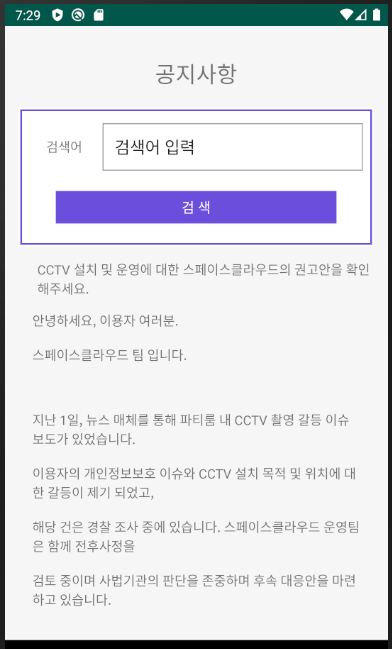 7:29
공지사항
검색어
검색어 입력
검 색
CCTV 설치 및 운영에 대한 스페이스클라우드의 권고안을 확인
해주세요.
안녕하세요, 이용자 여러분.
스페이스클라우드 팀 입니다.
지난 1일, 뉴스 매체를 통해 파티룸 내 CCTV 촬영 갈등 이슈
보도가 있었습니다.
이용자의 개인정보보호 이슈와 CCTV 설치 목적 및 위치에 대
한 갈등이 제기 되었고,
해당 건은 경찰 조사 중에 있습니다. 스페이스클라우드 운영팀
은 함께 전후사정을
검토 중이며 사법기관의 판단을 존중하며 후속 대응안을 마련
하고 있습니다.